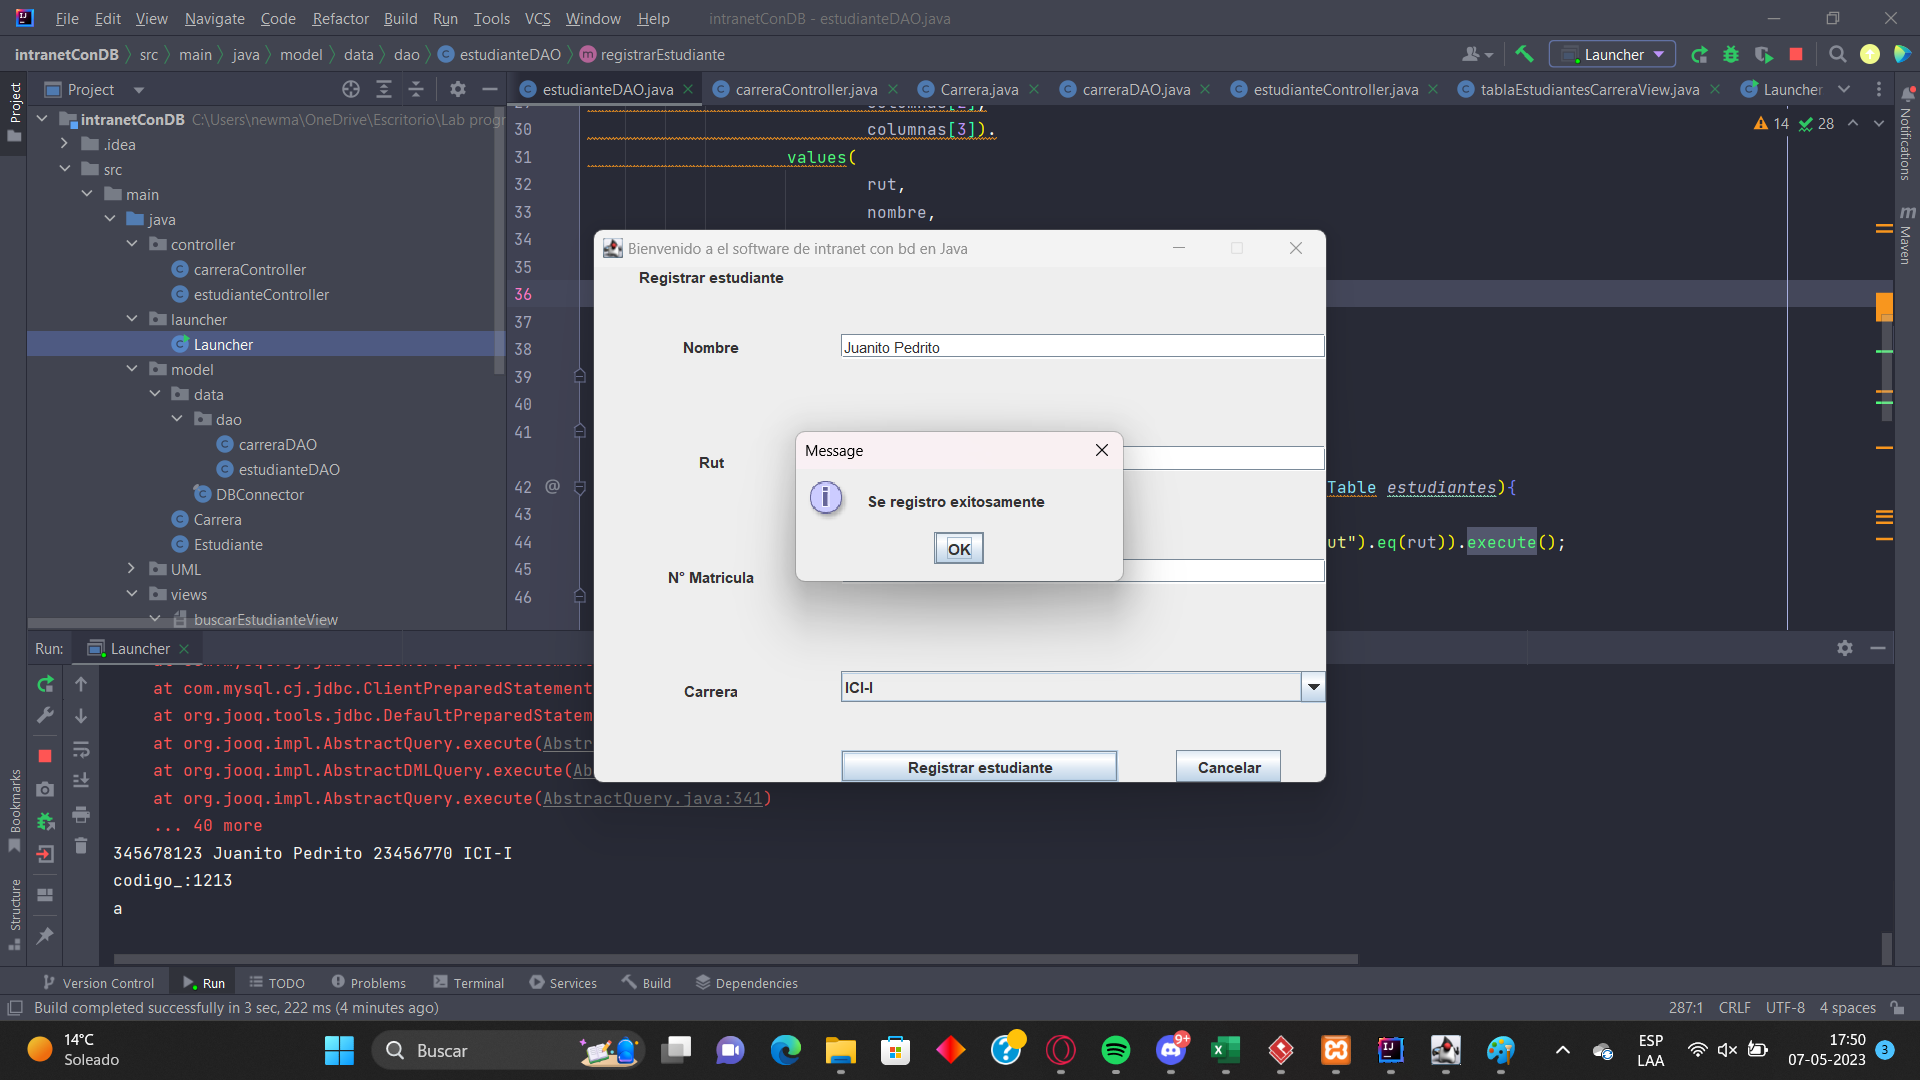 File Edit View Navigate Code Refactor Build Run Tools VCS Window Help intranetConDB - estudianteDAO.java
intranetConDB src main java model data dao estudianteDAO m registrarEstudiante Launcher
Project
estudianteDAO.java carreraController.java Carrera.java carreraDAO.java estudianteController.java tablaEstudiantesCarreraView.java Launcher
Project
Notifications
Maven
Bookmarks
Structure
intranetConDB C:\Users\newma\OneDrive\Escritorio\Lab progr
.idea
src
main
java
controller
carreraController
estudianteController
launcher
Launcher
model
data
dao
carreraDAO
estudianteDAO
DBConnector
Carrera
Estudiante
UML
views
buscarEstudianteView
14 28
30 columnas[3]).
31 values(
32 rut,
33 nombre,
34
35
36
37
38
39
40
41
42 @ Table estudiantes){
43
44 ut").eq(rut)).execute();
45
46
Bienvenido a el software de intranet con bd en Java
Registrar estudiante
Nombre Juanito Pedrito
Rut
N° Matricula
Carrera ICI-I
Registrar estudiante Cancelar
Message
Se registro exitosamente
OK
Run: Launcher
at com.mysql.cj.jdbc.ClientPreparedStatement
at org.jooq.tools.jdbc.DefaultPreparedStatem
at org.jooq.impl.AbstractQuery.execute(Abstr
at org.jooq.impl.AbstractDMLQuery.execute(Ab
at org.jooq.impl.AbstractQuery.execute(AbstractQuery.java:341)
... 40 more
345678123 Juanito Pedrito 23456770 ICI-I
codigo_:1213
a
Version Control Run TODO Problems Terminal Services Build Dependencies
Build completed successfully in 3 sec, 222 ms (4 minutes ago) 287:1 CRLF UTF-8 4 spaces
14°C
Soleado
Buscar
9+
ESP
LAA
17:50
07-05-2023
3